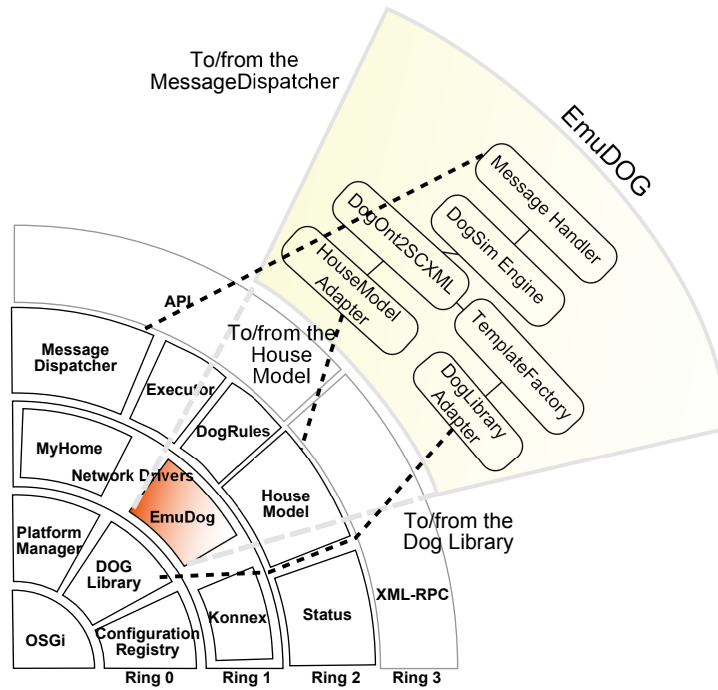 To/from the
MessageDispatcher
EmuDOG
Message Handler
DogOnt2SCXML
DogSim Engine
HouseModel
Adapter
TemplateFactory
DogLibrary
Adapter
API
To/from the
House
Model
Message
Dispatcher
Executor
DogRules
MyHome
Network Drivers
EmuDog
House
Model
To/from the
Dog Library
Platform
Manager
DOG
Library
XML-RPC
OSGi
Configuration
Registry
Konnex
Status
Ring 0
Ring 1
Ring 2
Ring 3